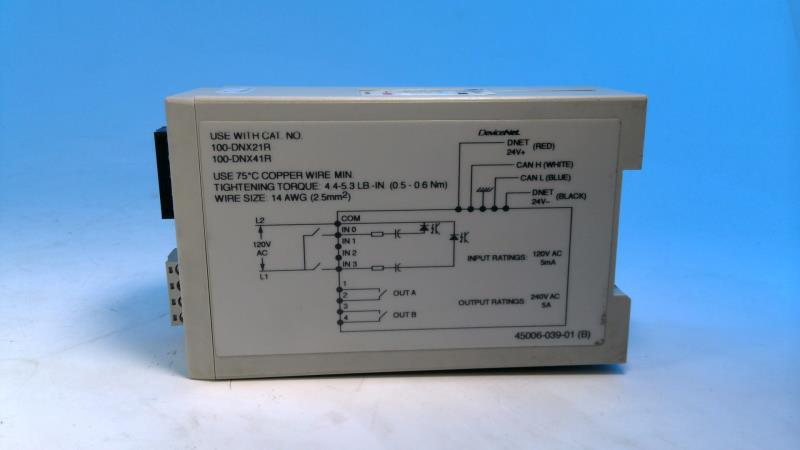 USE WITH CAT. NO.
100-DNX21R
100-DNX41R
USE 75°C COPPER WIRE MIN.
TIGHTENING TORQUE: 4.4-5.3 LB.-IN. (0.5 - 0.6 Nm)
WIRE SIZE: 14 AWG (2.5mm²)
DeviceNet
DNET (RED)
24V+
CAN H (WHITE)
CAN L (BLUE)
DNET (BLACK)
24V–
L2
COM
IN 0
120V
AC
IN 1
IN 2
L1
IN 3
INPUT RATINGS: 120V AC
5mA
1
2
OUT A
3
4
OUT B
OUTPUT RATINGS: 240V AC
5A
45006-039-01 (B)